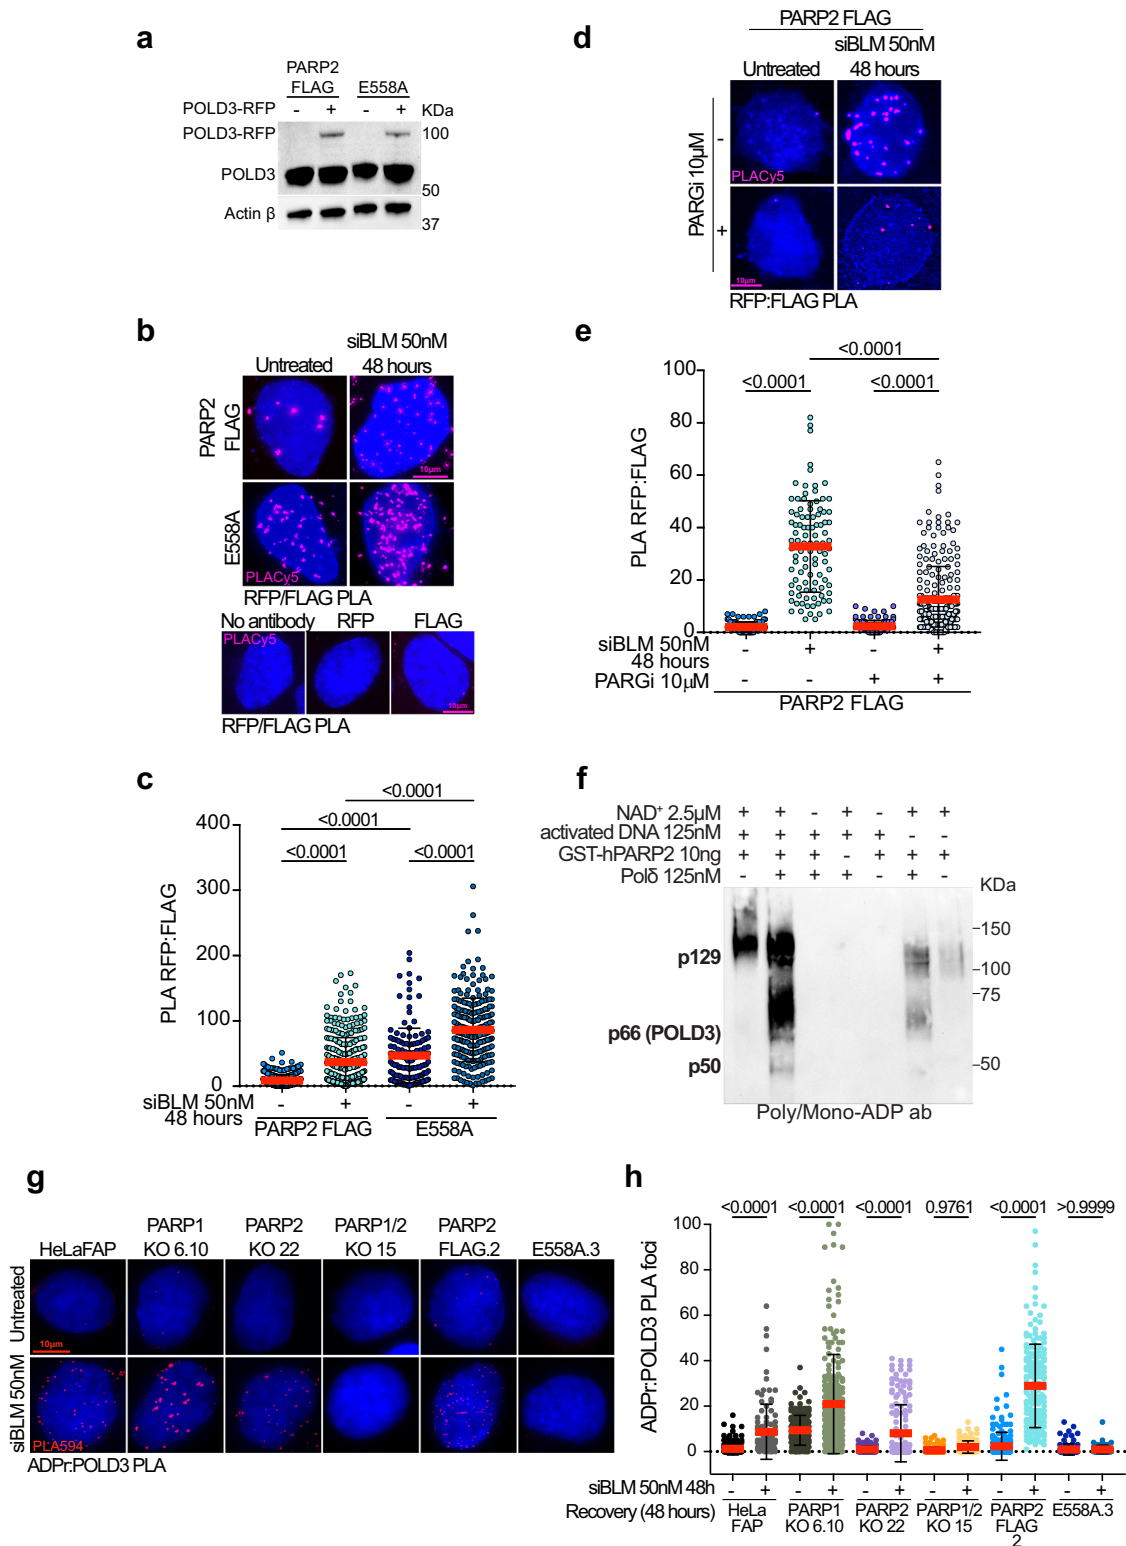 a
PARP2
FLAG E558A
POLD3-RFP - + - + KDa
POLD3-RFP 100
POLD3
50
Actin β
37
b
siBLM 50nM
Untreated 48 hours
PARP2
FLAG
10µm
E558A
PLACy5
RFP/FLAG PLA
No antibody RFP FLAG
PLACy5
10µm
RFP/FLAG PLA
c
<0.0001
<0.0001
<0.0001 <0.0001
PLA RFP:FLAG
400
300
200
100
0
siBLM 50nM - + - +
48 hours
PARP2 FLAG E558A
d
PARP2 FLAG
siBLM 50nM
Untreated 48 hours
PARGi 10µM
-
PLACy5
+
10µm
RFP:FLAG PLA
e
<0.0001
<0.0001 <0.0001
PLA RFP:FLAG
100
80
60
40
20
0
siBLM 50nM - + - +
48 hours
PARGi 10µM - - + +
PARP2 FLAG
f
NAD⁺ 2.5µM + + - + - + +
activated DNA 125nM + + + + + - -
GST-hPARP2 10ng + + + - + + +
Polδ 125nM - + + + - + -
KDa
150
p129
100
75
p66 (POLD3)
p50
50
Poly/Mono-ADP ab
g
PARP1 PARP2 PARP1/2 PARP2
HeLaFAP KO 6.10 KO 22 KO 15 FLAG.2 E558A.3
Untreated
10µm
siBLM 50nM
PLA594
ADPr:POLD3 PLA
h
<0.0001 <0.0001 <0.0001 0.9761 <0.0001 >0.9999
ADPr:POLD3 PLA foci
100
80
60
40
20
0
siBLM 50nM 48h - + - + - + - + - + - +
Recovery (48 hours)
HeLa PARP1 PARP2 PARP1/2 PARP2 E558A.3
FAP KO 6.10 KO 22 KO 15 FLAG
2